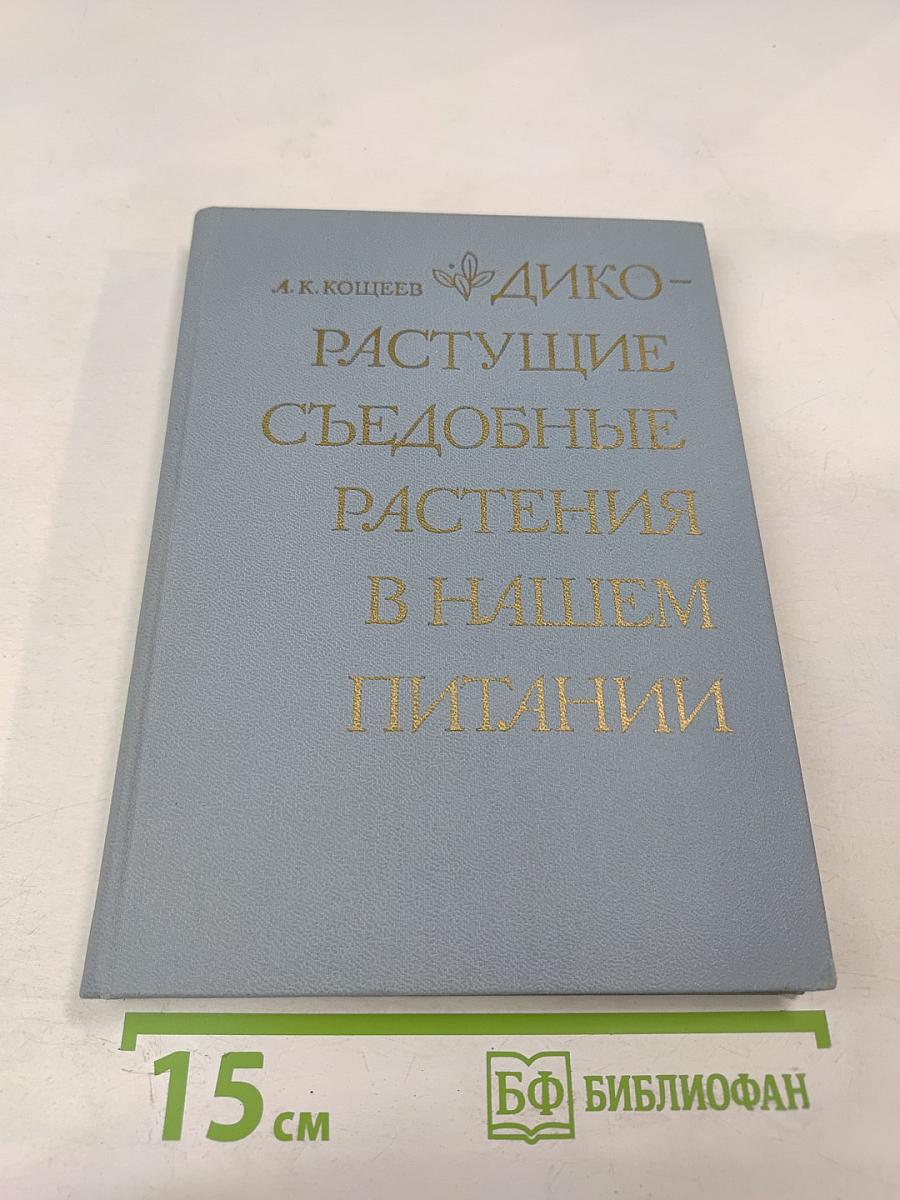 А. К. КОЩЕЕВ ДИКО-
РАСТУЩИЕ
СЪЕДОБНЫЕ
РАСТЕНИЯ
В НАШЕМ
ПИТАНИИ
15 см
БФ БИБЛИОФАН